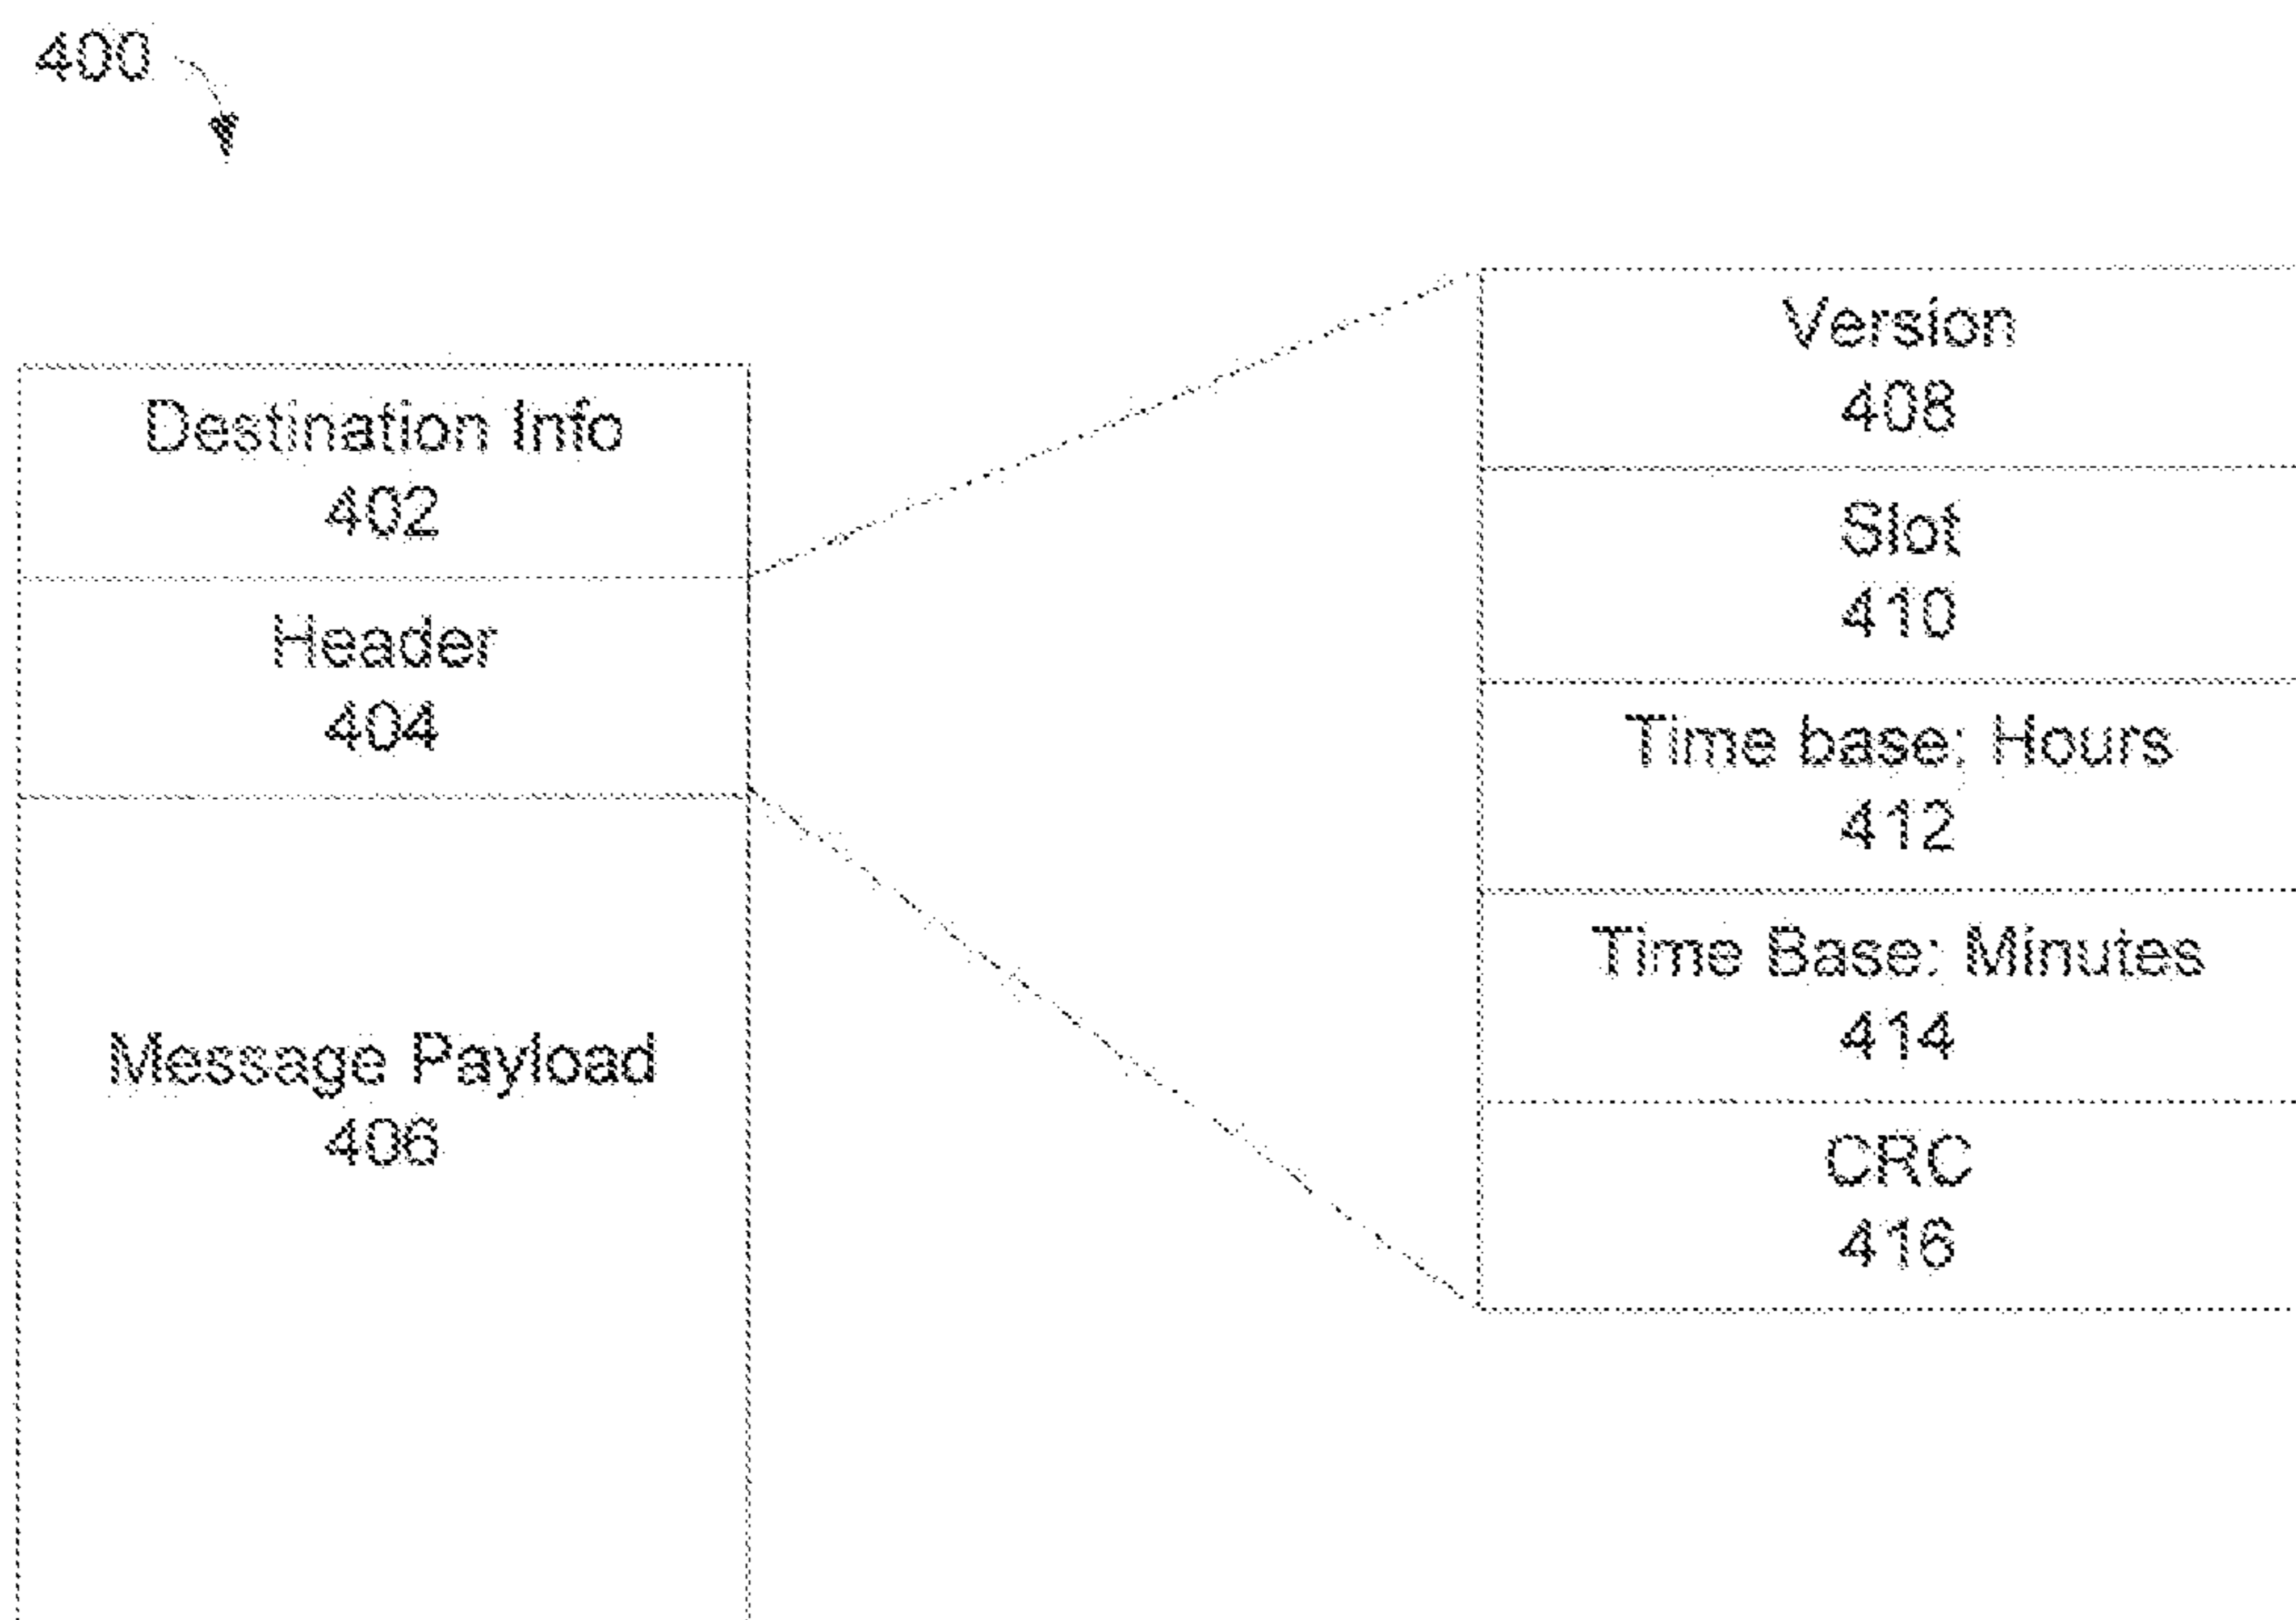 400
Destination Info
402
Header
404
Message Payload
406
Version
408
Slot
410
Time base: Hours
412
Time Base: Minutes
414
CRC
416